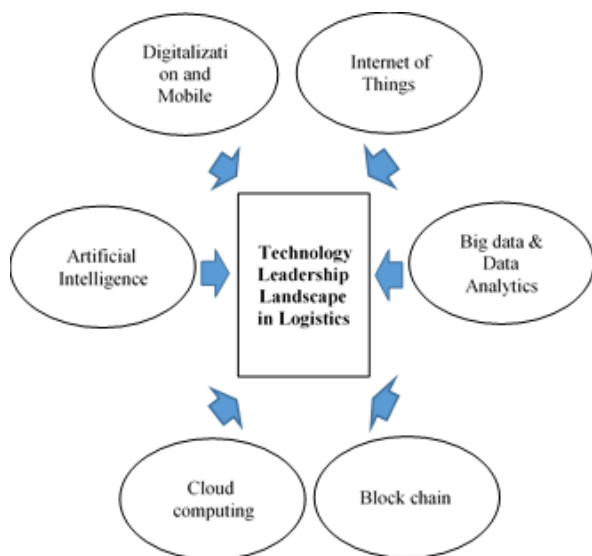 Digitalizati
on and
Mobile
Internet of
Things
Artificial
Intelligence
Technology
Leadership
Landscape
in Logistics
Big data &
Data
Analytics
Cloud
computing
Block chain